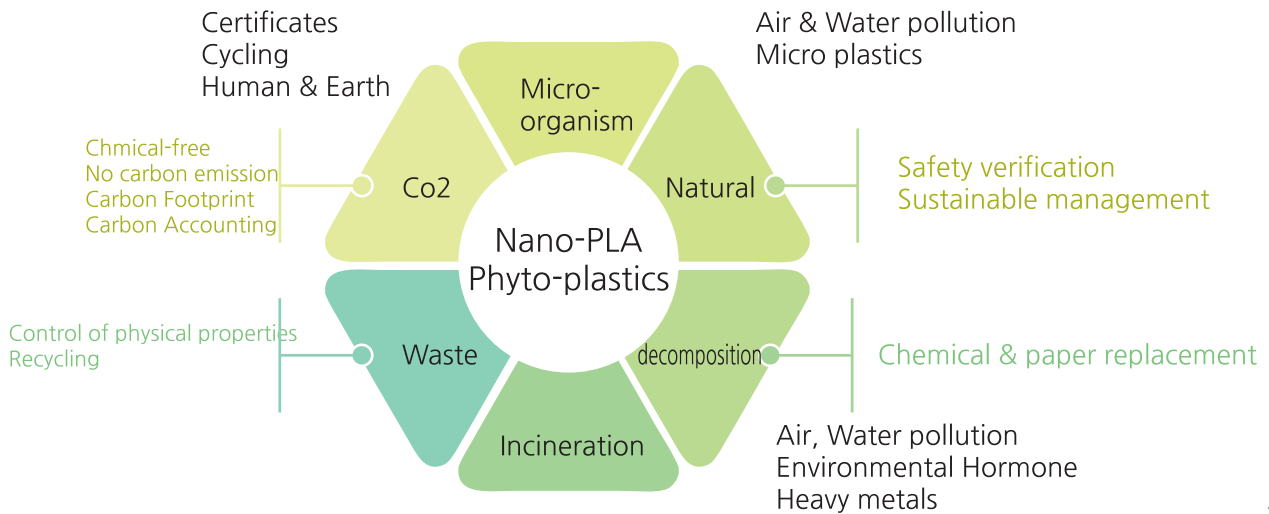 Certificates
Cycling
Human & Earth
Air & Water pollution
Micro plastics
Micro-
organism
Chmical-free
No carbon emission
Carbon Footprint
Carbon Accounting
Co2
Natural
Safety verification
Sustainable management
Nano-PLA
Phyto-plastics
Control of physical properties
Recycling
Waste
decomposition
Chemical & paper replacement
Incineration
Air, Water pollution
Environmental Hormone
Heavy metals